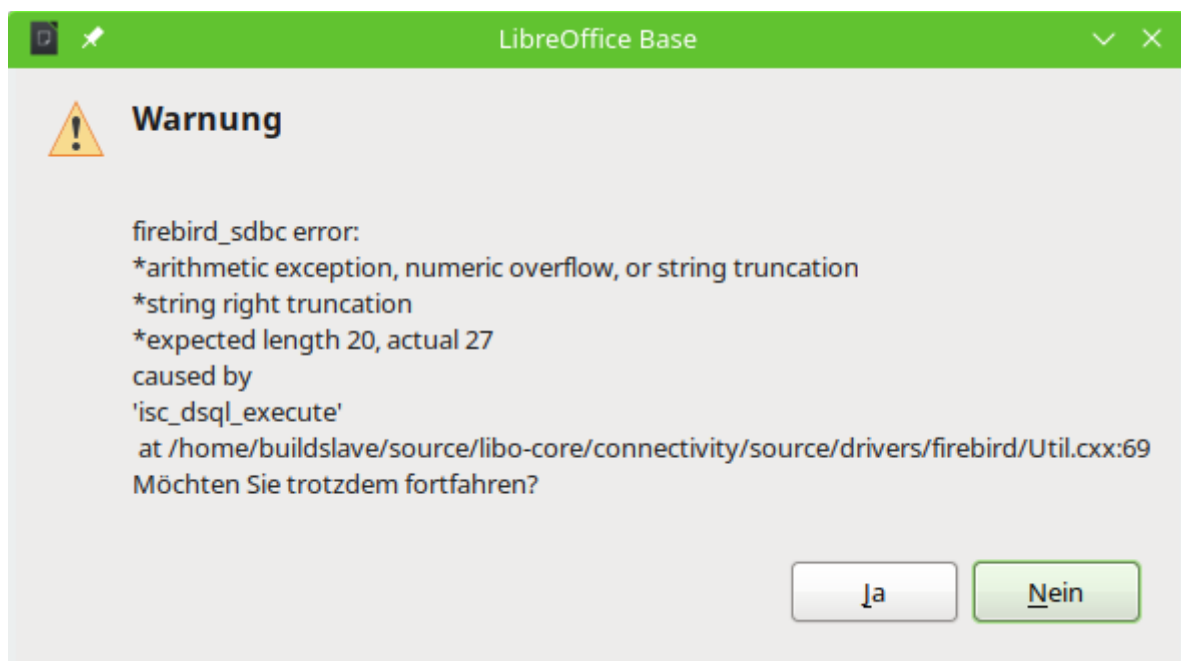 LibreOffice Base
Warnung
firebird_sdbc error:
*arithmetic exception, numeric overflow, or string truncation
*string right truncation
*expected length 20, actual 27
caused by
'isc_dsql_execute'
at /home/buildslave/source/libo-core/connectivity/source/drivers/firebird/Util.cxx:69
Möchten Sie trotzdem fortfahren?
Ja
Nein